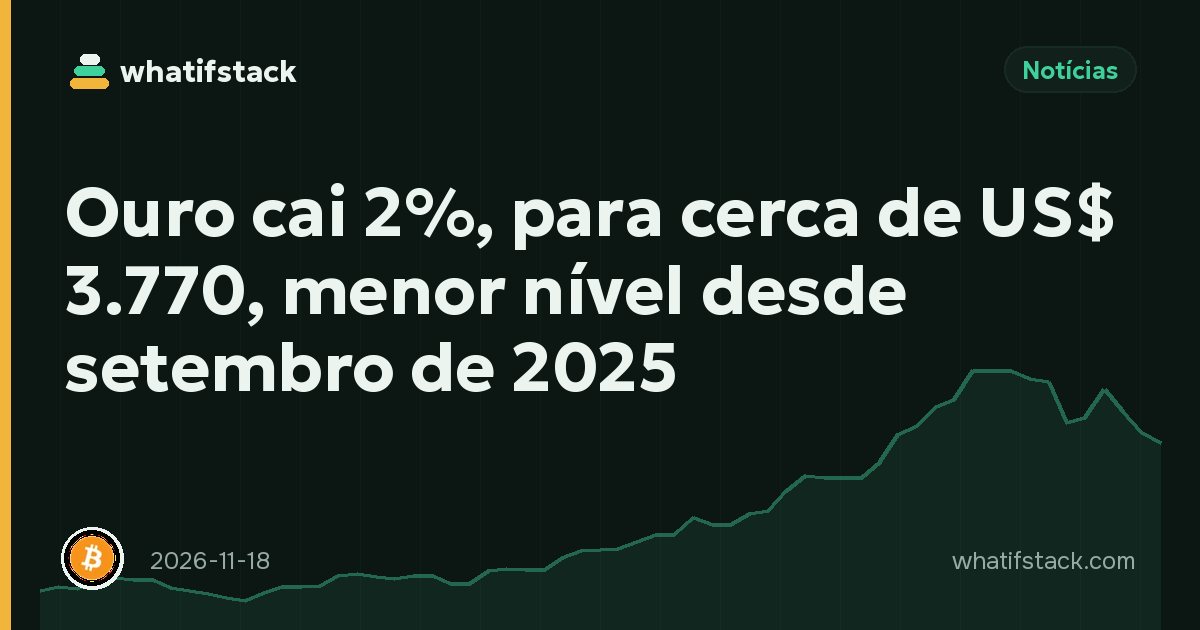 whatifstack
Notícias
Ouro cai 2%, para cerca de US$
3.770, menor nível desde
setembro de 2025
2026-11-18
whatifstack.com